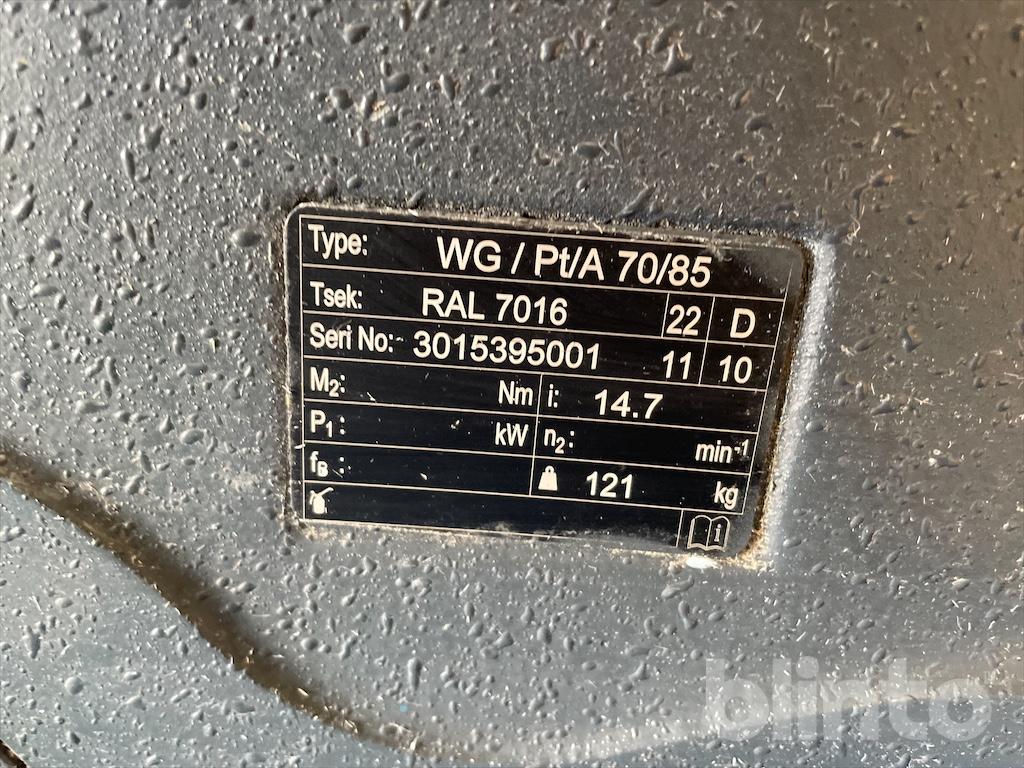 Type: WG / Pt/A 70/85
Tsek: RAL 7016 22 D
Seri No: 3015395001 11 10
M₂: Nm i: 14.7
P₁: kW n₂: min⁻¹
fB: 121 kg
i
blinto